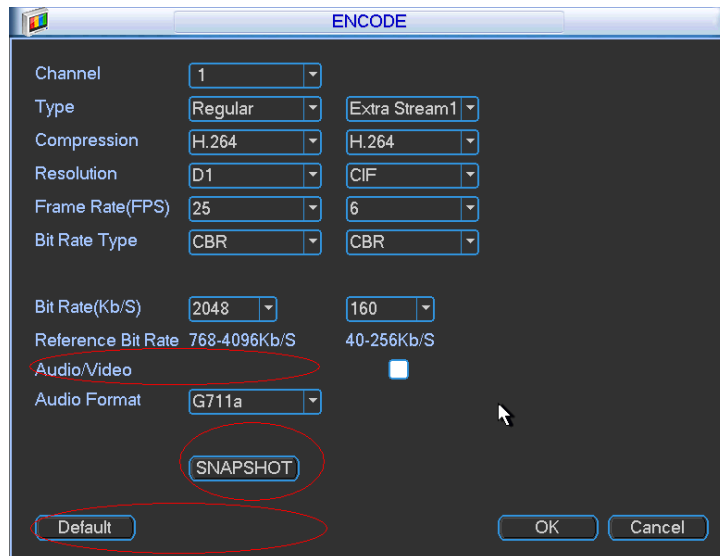 ENCODE
Channel 1
Type Regular Extra Stream1
Compression H.264 H.264
Resolution D1 CIF
Frame Rate(FPS) 25 6
Bit Rate Type CBR CBR
Bit Rate(Kb/S) 2048 160
Reference Bit Rate 768-4096Kb/S 40-256Kb/S
Audio/Video
Audio Format G711a
SNAPSHOT
Default OK Cancel